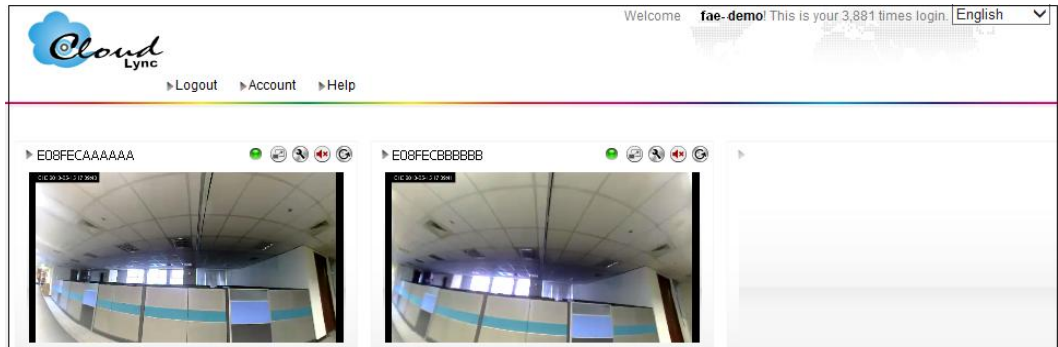 Welcome fae-demo! This is your 3,881 times login. English
Cloud
Lync
Logout Account Help
E08FECAAAAAA
E08FECBBBBBB